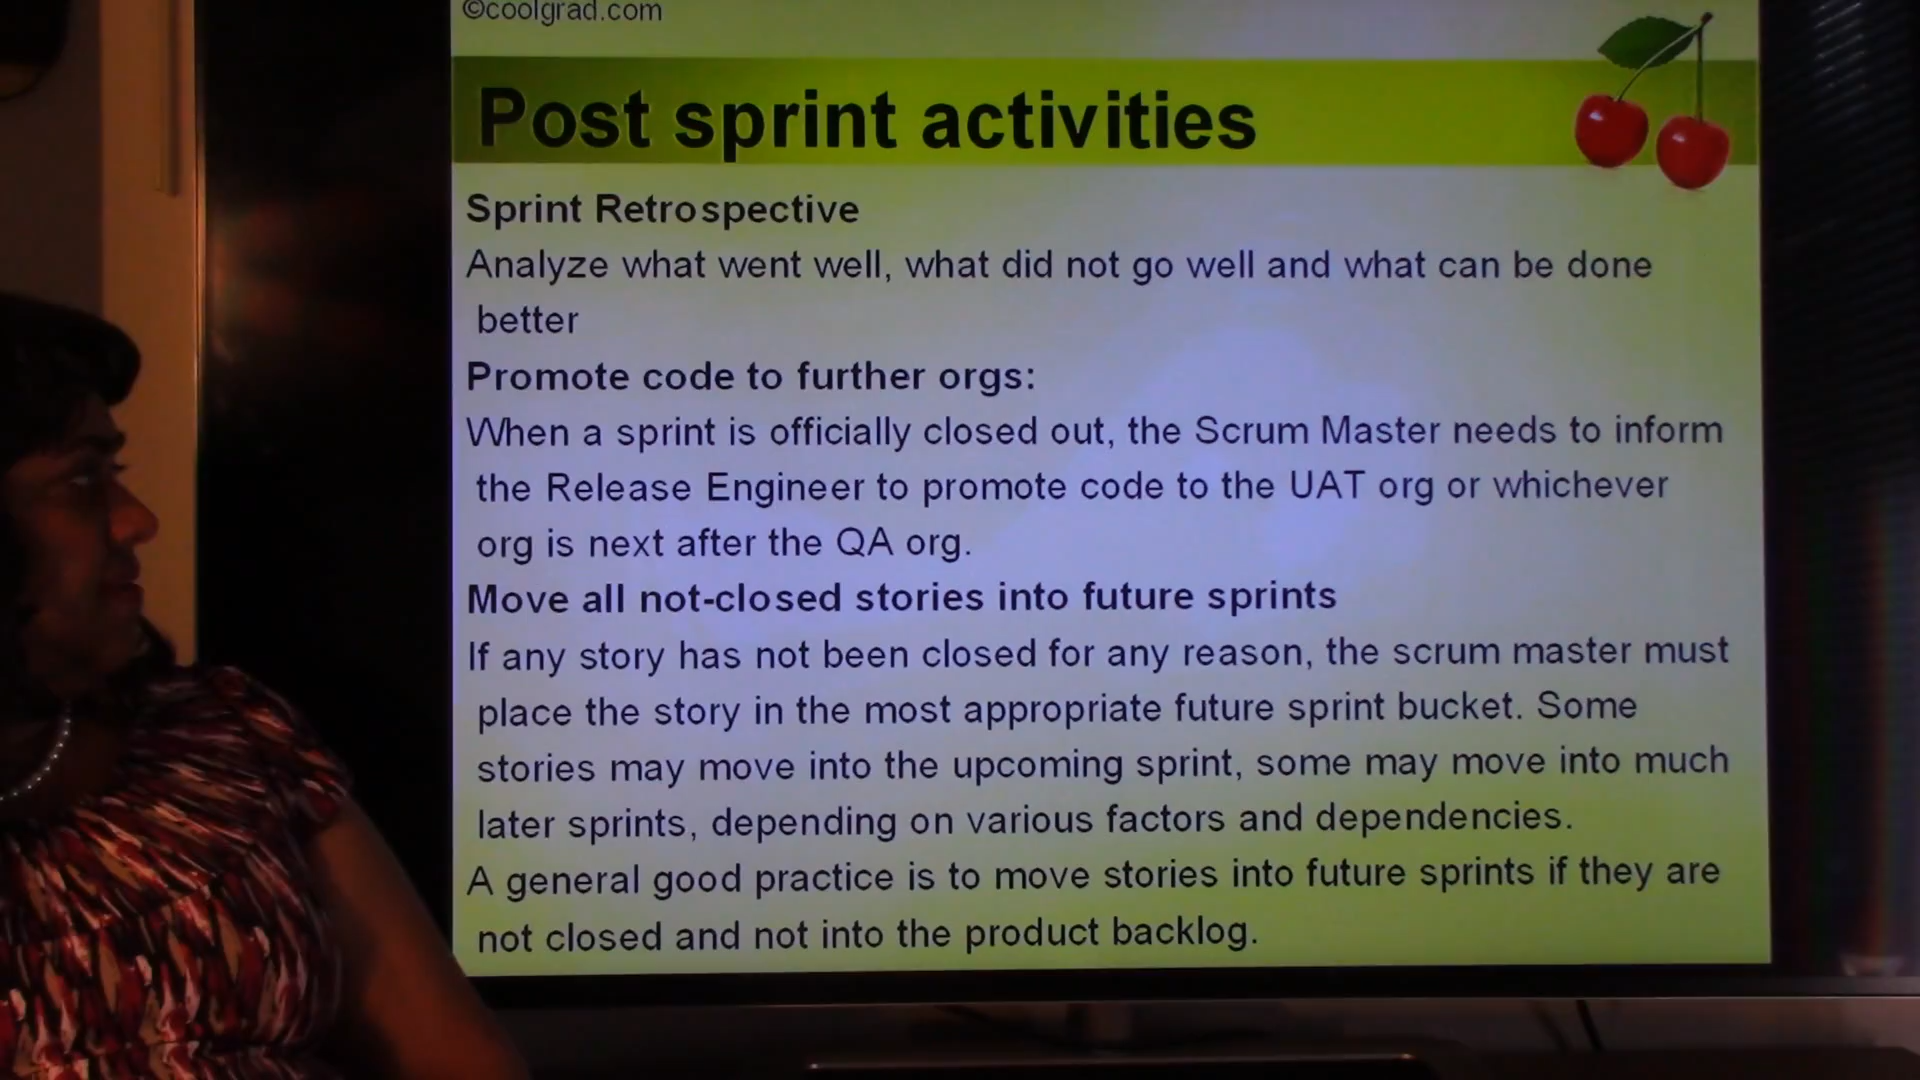 ©coolgrad.com
Post sprint activities
Sprint Retrospective
Analyze what went well, what did not go well and what can be done
better
Promote code to further orgs:
When a sprint is officially closed out, the Scrum Master needs to inform
the Release Engineer to promote code to the UAT org or whichever
org is next after the QA org.
Move all not-closed stories into future sprints
If any story has not been closed for any reason, the scrum master must
place the story in the most appropriate future sprint bucket. Some
stories may move into the upcoming sprint, some may move into much
later sprints, depending on various factors and dependencies.
A general good practice is to move stories into future sprints if they are
not closed and not into the product backlog.